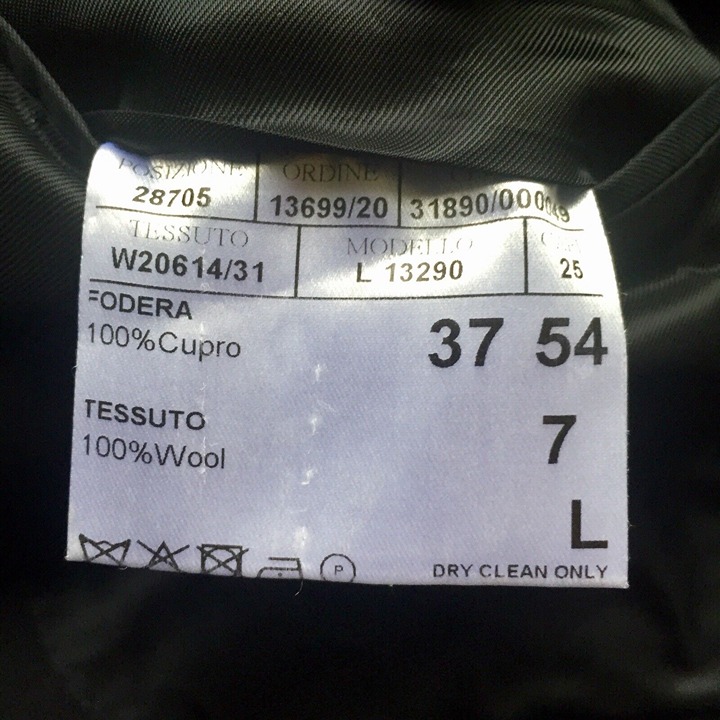 POSIZIONE ORDINE
28705 13699/20 31890/000049
TESSUTO MODELLO
W20614/31 L 13290 25
FODERA
100%Cupro 37 54
TESSUTO 7
100%Wool
L
P DRY CLEAN ONLY